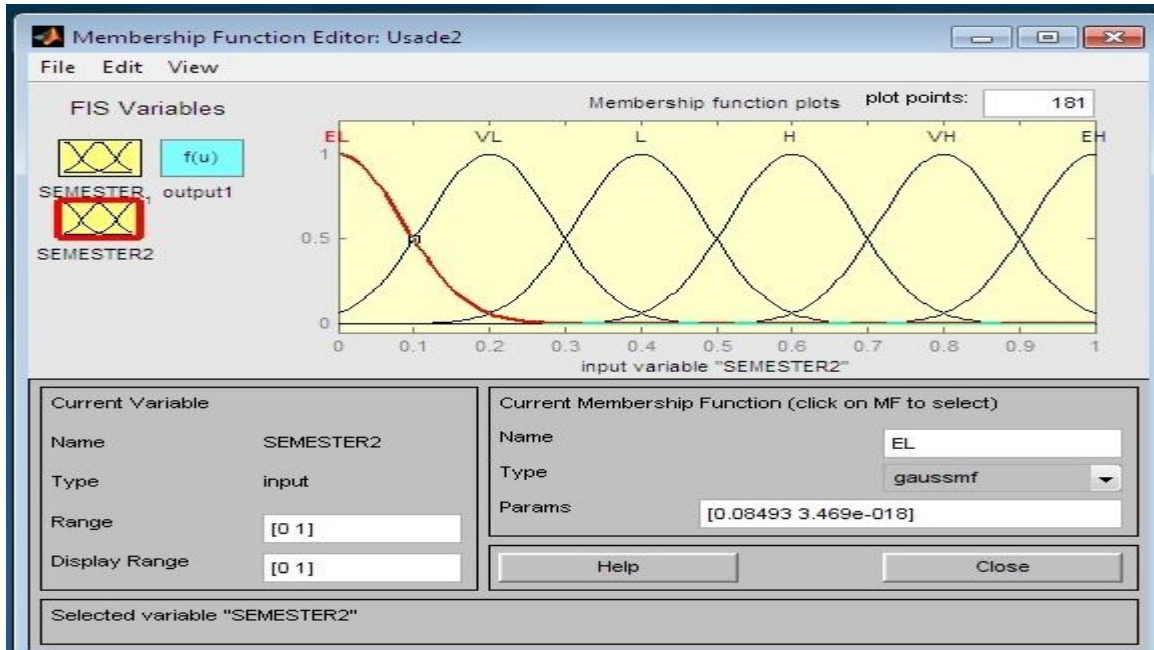 Membership Function Editor: Usade2
File Edit View
FIS Variables
Membership function plots
plot points:
181
f(u)
SEMESTER1
output1
SEMESTER2
EL VL L H VH EH
1
0.5
0
0 0.1 0.2 0.3 0.4 0.5 0.6 0.7 0.8 0.9 1
input variable "SEMESTER2"
Current Variable
Name SEMESTER2
Type input
Range [0 1]
Display Range [0 1]
Current Membership Function (click on MF to select)
Name EL
Type gaussmf
Params [0.08493 3.469e-018]
Help Close
Selected variable "SEMESTER2"